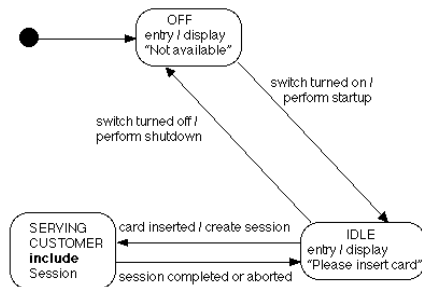 OFF
entry / display
"Not available"
switch turned on /
perform startup
switch turned off /
perform shutdown
SERVING
CUSTOMER
include
Session
card inserted / create session
session completed or aborted
IDLE
entry / display
"Please insert card"